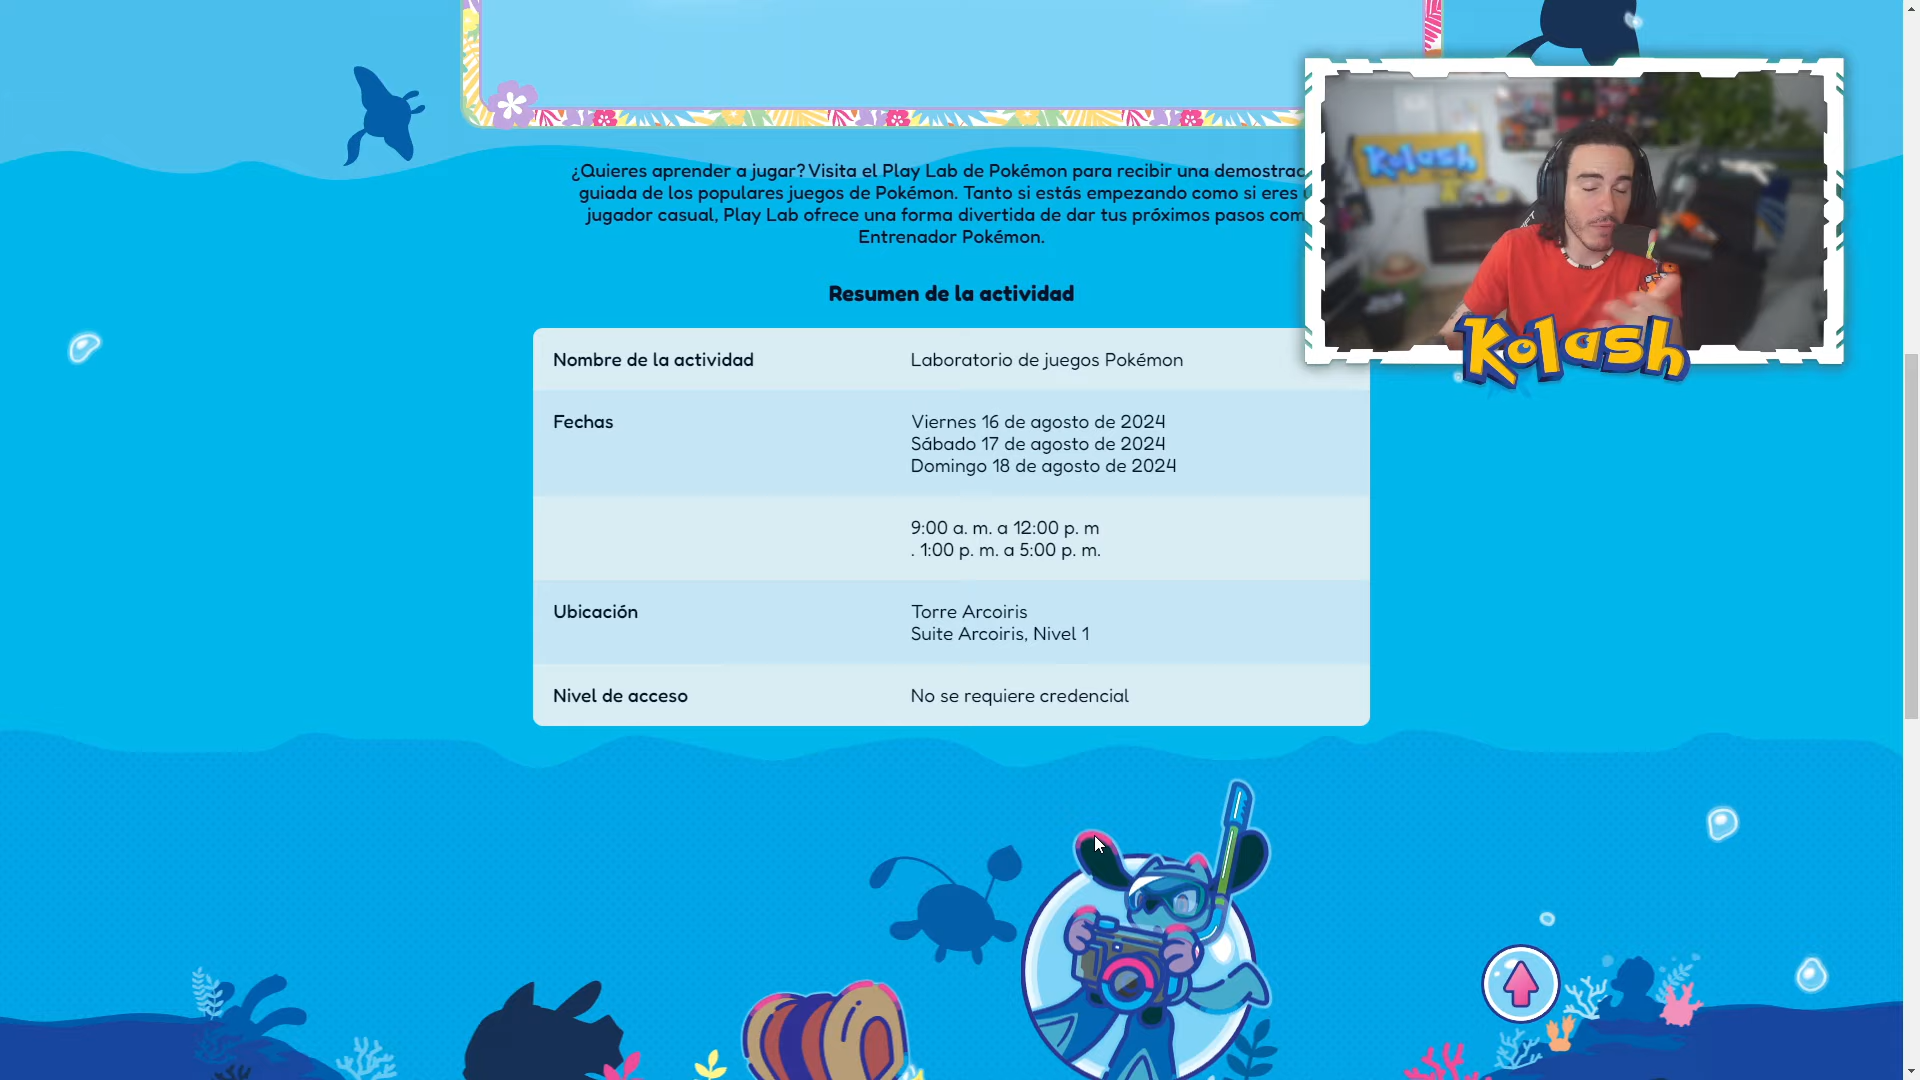 ¿Quieres aprender a jugar? Visita el Play Lab de Pokémon para recibir una
guiada de los populares juegos de Pokémon. Tanto si estás empezando como si eres
jugador casual, Play Lab ofrece una forma divertida de dar tus próximos pasos
Entrenador Pokémon.
Resumen de la actividad
Nombre de la actividad Laboratorio de juegos Pokémon
Fechas Viernes 16 de agosto de 2024
Sábado 17 de agosto de 2024
Domingo 18 de agosto de 2024
9:00 a. m. a 12:00 p. m
. 1:00 p. m. a 5:00 p. m.
Ubicación Torre Arcoiris
Suite Arcoiris, Nivel 1
Nivel de acceso No se requiere credencial
Kolash
Kolash